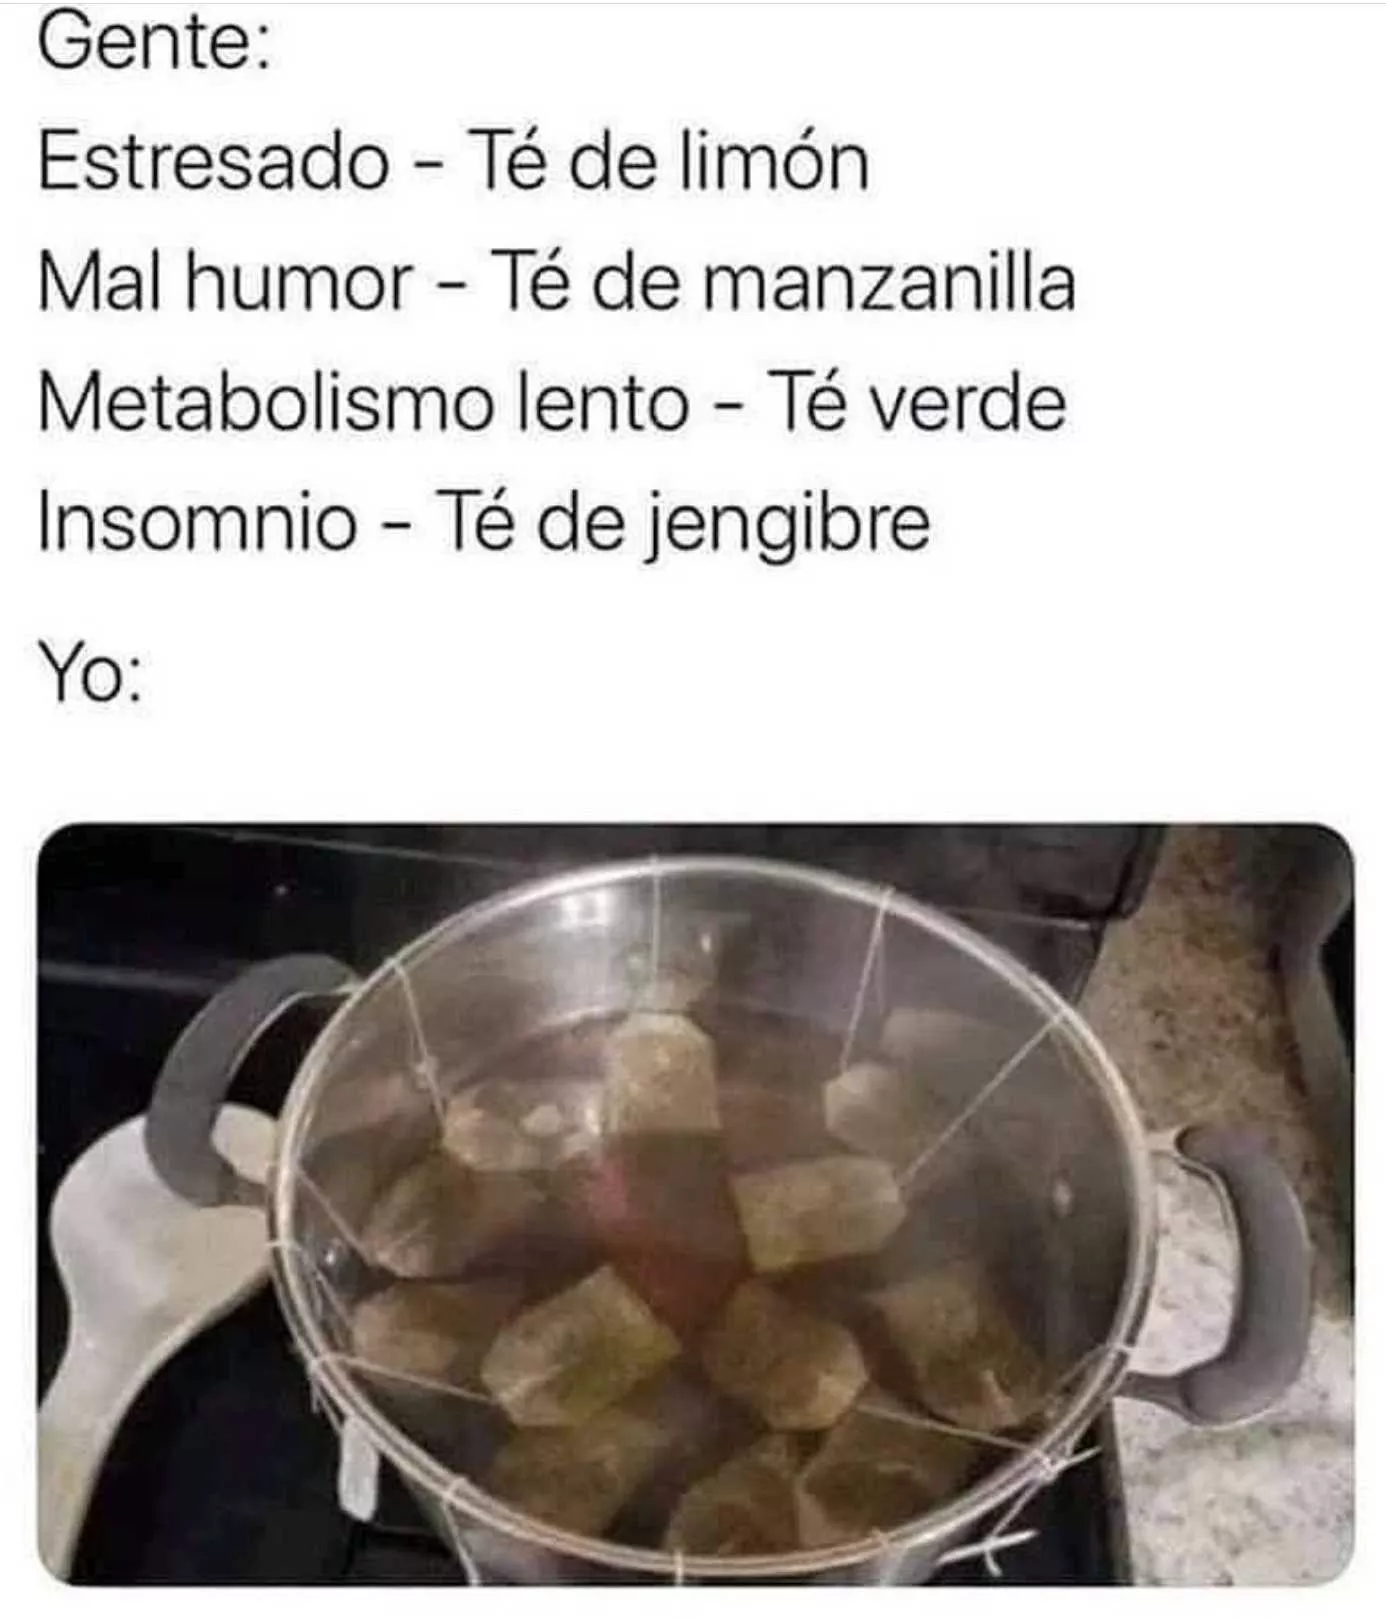 Gente:
Estresado - Té de limón
Mal humor - Té de manzanilla
Metabolismo lento - Té verde
Insomnio - Té de jengibre
Yo: